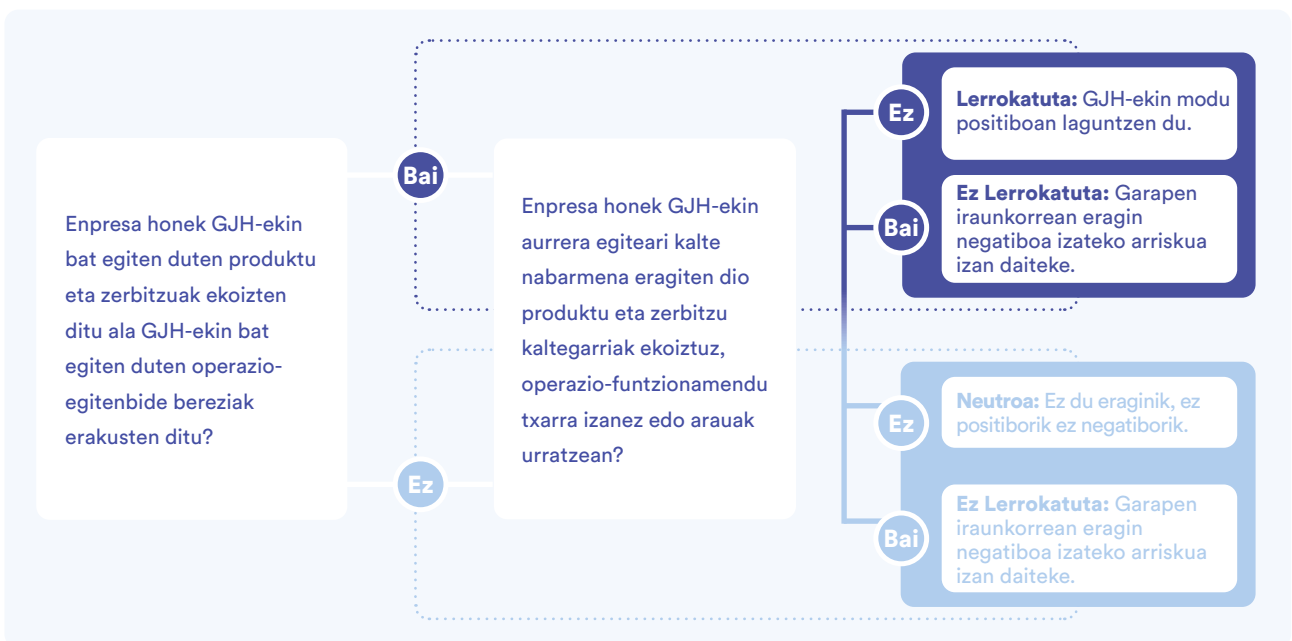 Enpresa honek GJH-ekin
bat egiten duten produktu
eta zerbitzuak ekoizten
ditu ala GJH-ekin bat
egiten duten operazio-
egitenbide bereziak
erakusten ditu?
Bai
Ez
Enpresa honek GJH-ekin
aurrera egiteari kalte
nabarmena eragiten dio
produktu eta zerbitzu
kaltegarriak ekoiztuz,
operazio-funtzionamendu
txarra izanez edo arauak
urratzean?
Ez
Lerrokatuta: GJH-ekin modu
positiboan laguntzen du.
Bai
Ez Lerrokatuta: Garapen
iraunkorrean eragin
negatiboa izateko arriskua
izan daiteke.
Ez
Neutroa: Ez du eraginik, ez
positiborik ez negatiborik.
Bai
Ez Lerrokatuta: Garapen
iraunkorrean eragin
negatiboa izateko arriskua
izan daiteke.